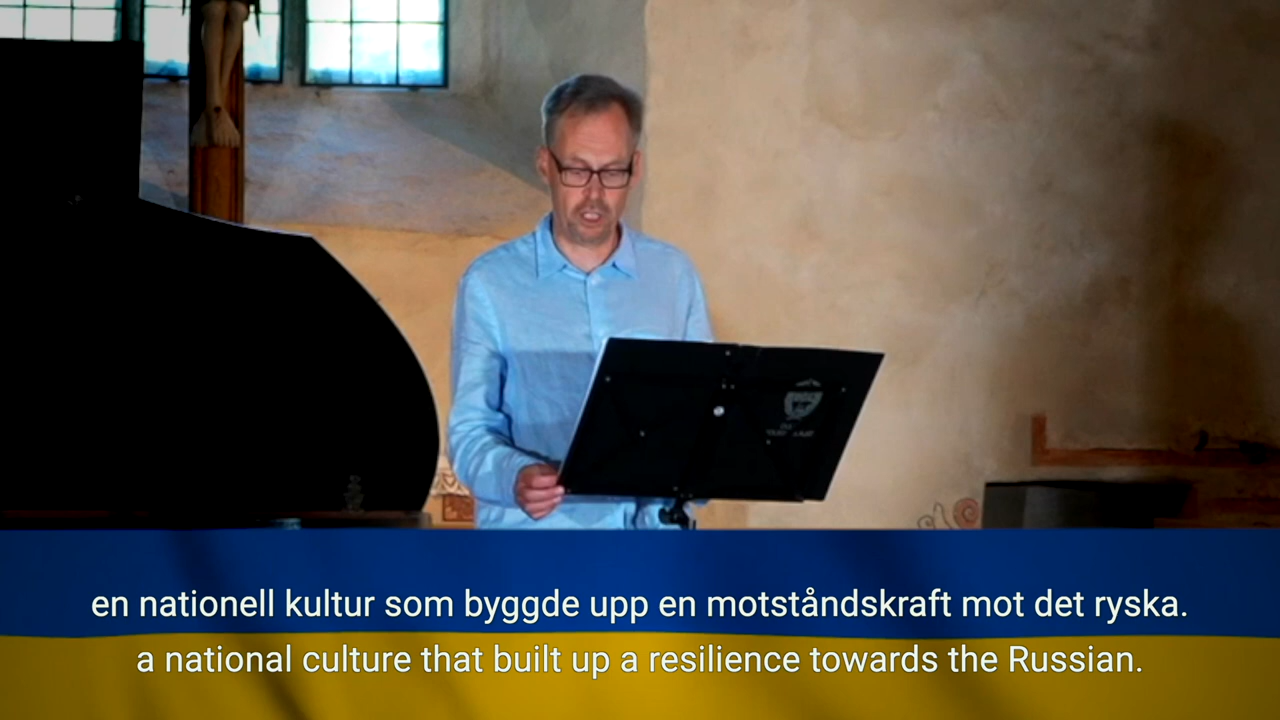 en nationell kultur som byggde upp en motståndskraft mot det ryska.
a national culture that built up a resilience towards the Russian.